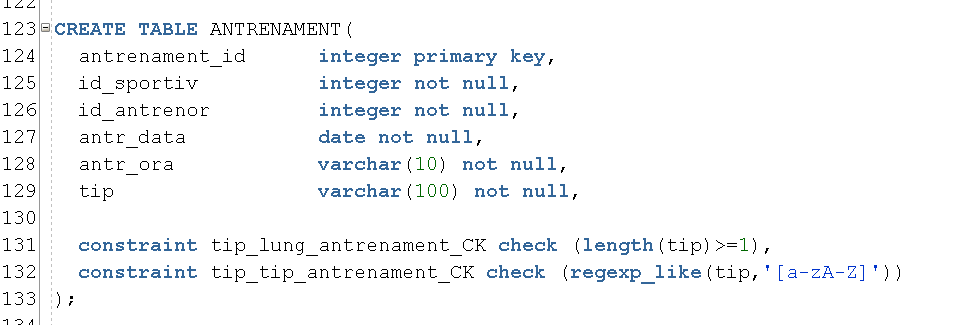 122
123 CREATE TABLE ANTRENAMENT(
124 antrenament_id integer primary key,
125 id_sportiv integer not null,
126 id_antrenor integer not null,
127 antr_data date not null,
128 antr_ora varchar(10) not null,
129 tip varchar(100) not null,
130
131 constraint tip_lung_antrenament_CK check (length(tip)>=1),
132 constraint tip_tip_antrenament_CK check (regexp_like(tip,'[a-zA-Z]'))
133 );
134